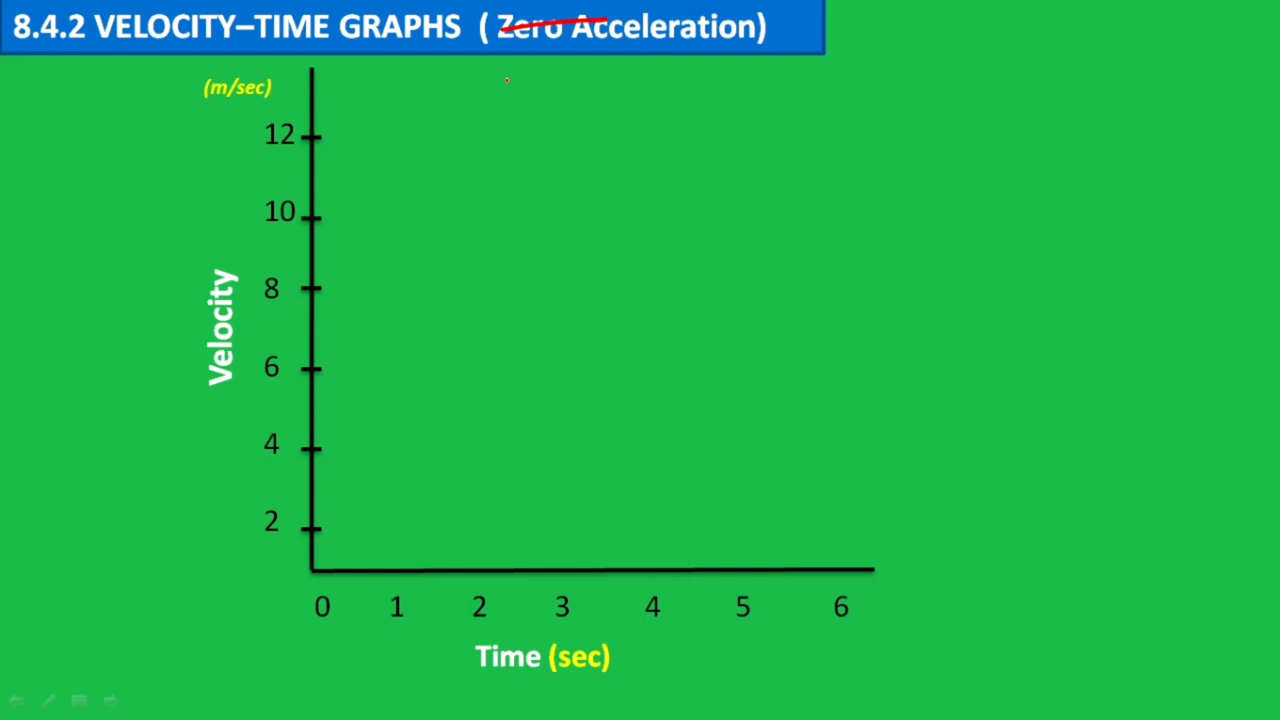 8.4.2 VELOCITY–TIME GRAPHS ( Zero Acceleration)
(m/sec)
12
10
8
6
4
2
Velocity
0 1 2 3 4 5 6
Time (sec)